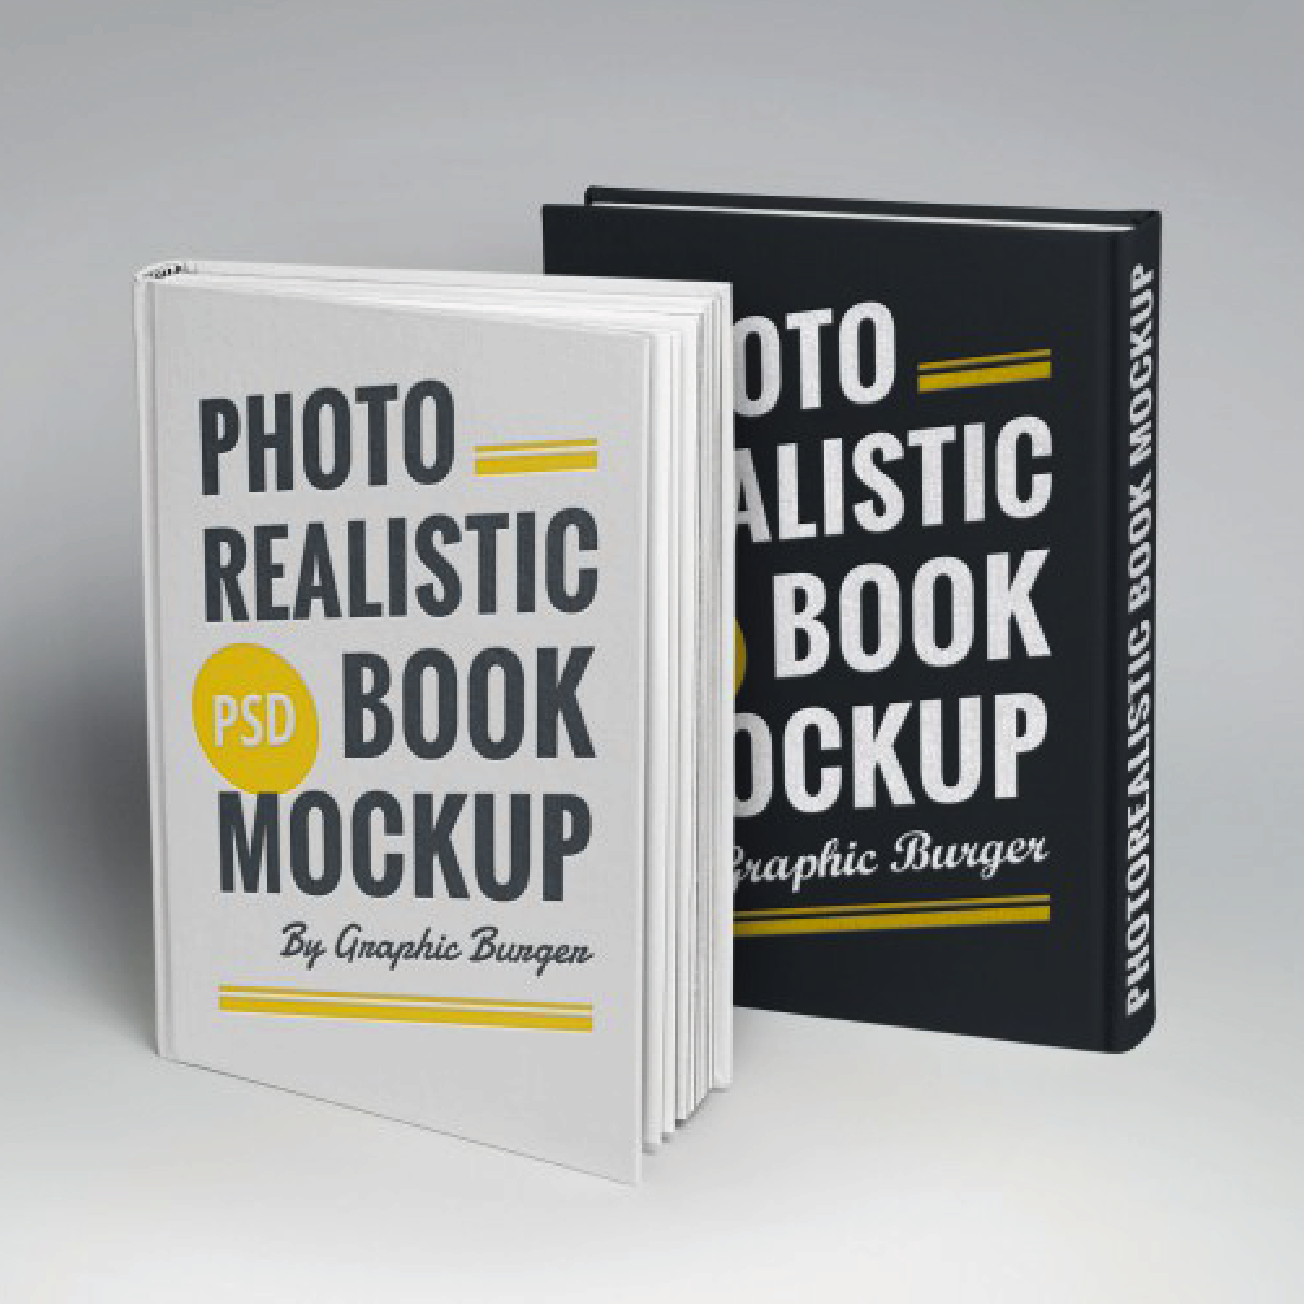 PHOTO
REALISTIC
PSD BOOK
MOCKUP
By Graphic Burger
OTO
ALISTIC
BOOK
OCKUP
Graphic Burger
PHOTOREALISTIC BOOK MOCKUP